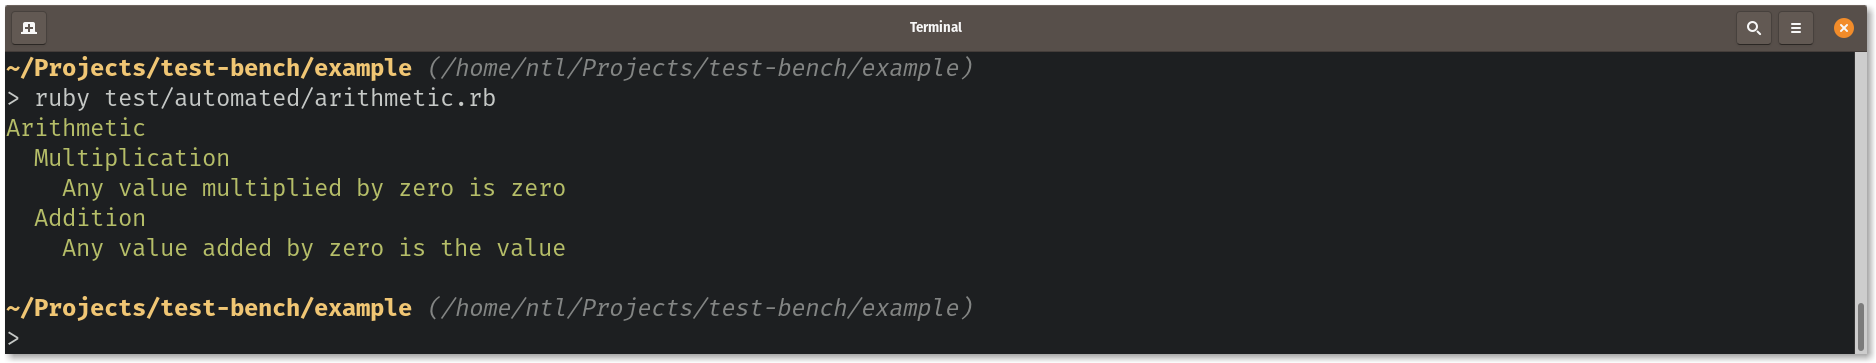 Terminal
~/Projects/test-bench/example (/home/ntl/Projects/test-bench/example)
> ruby test/automated/arithmetic.rb
Arithmetic
  Multiplication
    Any value multiplied by zero is zero
  Addition
    Any value added by zero is the value
~/Projects/test-bench/example (/home/ntl/Projects/test-bench/example)
>